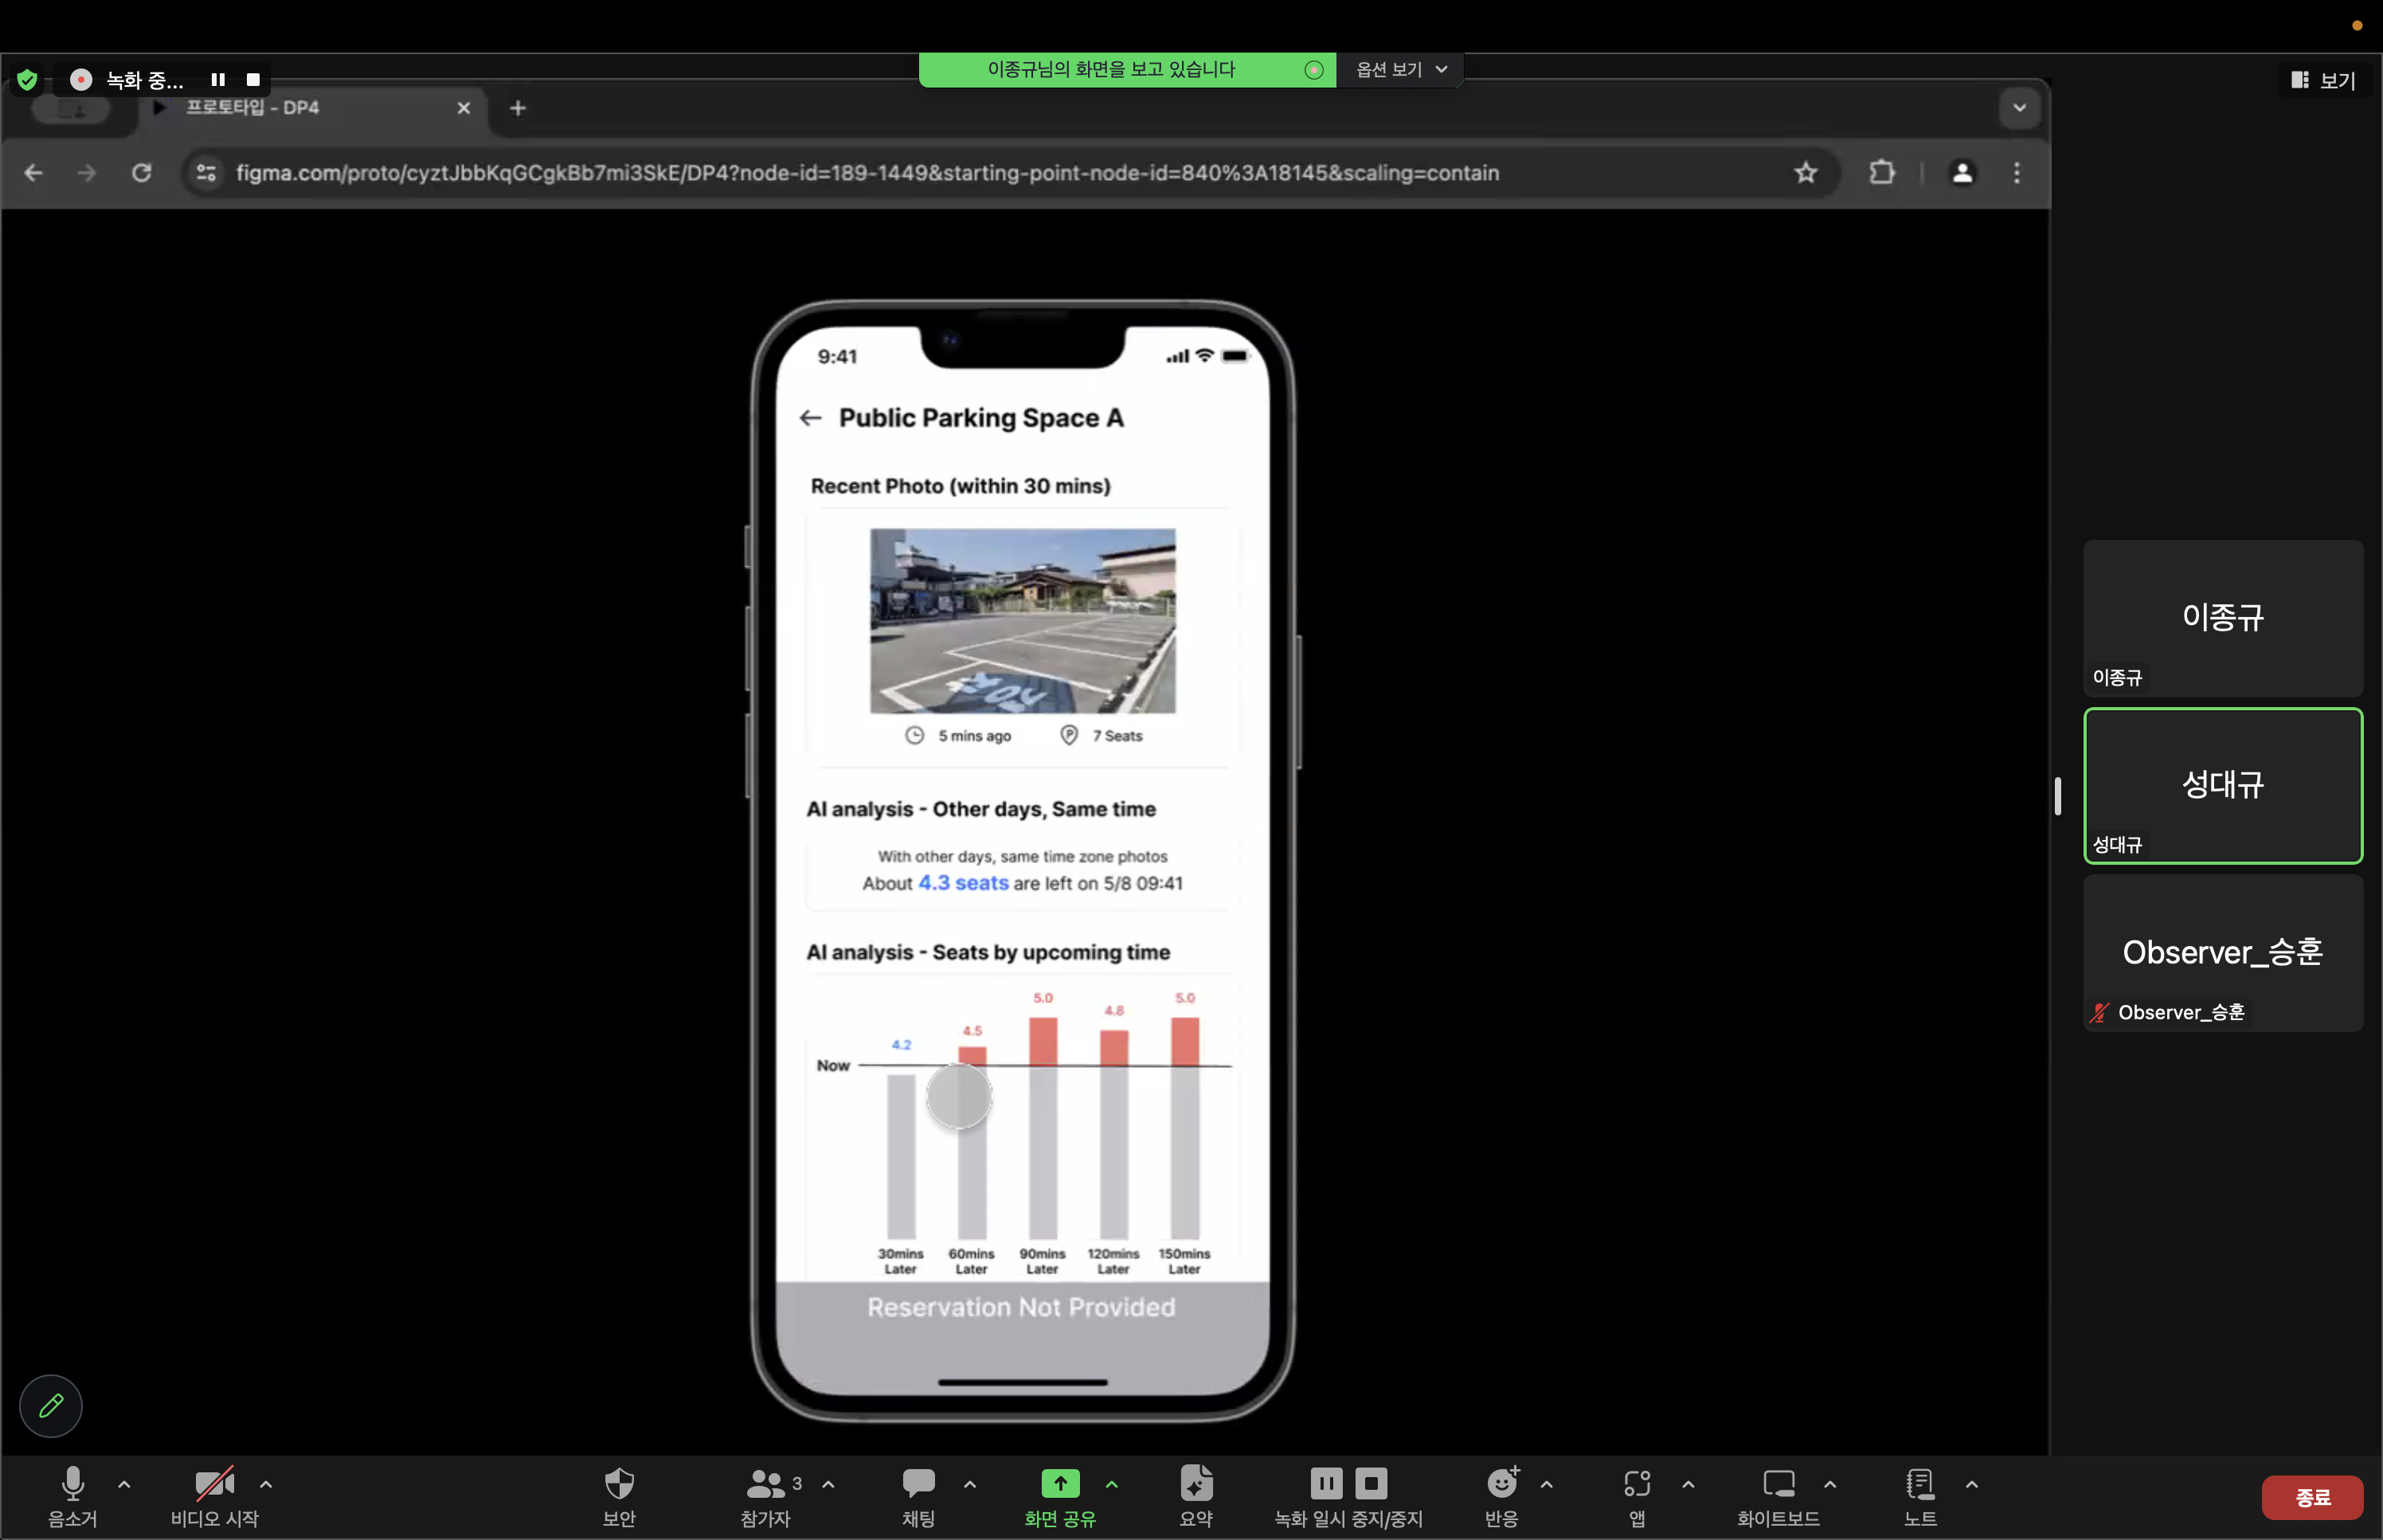 녹화 중...
이종규님의 화면을 보고 있습니다
옵션 보기
보기
프로토타입 - DP4
figma.com/proto/cyztJbbKqGCgkBb7mi3SkE/DP4?node-id=189-1449&starting-point-node-id=840%3A18145&scaling=contain
9:41
Public Parking Space A
Recent Photo (within 30 mins)
5 mins ago
7 Seats
AI analysis - Other days, Same time
With other days, same time zone photos
About 4.3 seats are left on 5/8 09:41
AI analysis - Seats by upcoming time
4.2
4.5
5.0
4.8
5.0
Now
30mins Later
60mins Later
90mins Later
120mins Later
150mins Later
Reservation Not Provided
이종규
이종규
성대규
성대규
Observer_승훈
Observer_승훈
음소거
비디오 시작
보안
참가자
3
채팅
화면 공유
요약
녹화 일시 중지/중지
반응
앱
화이트보드
노트
종료